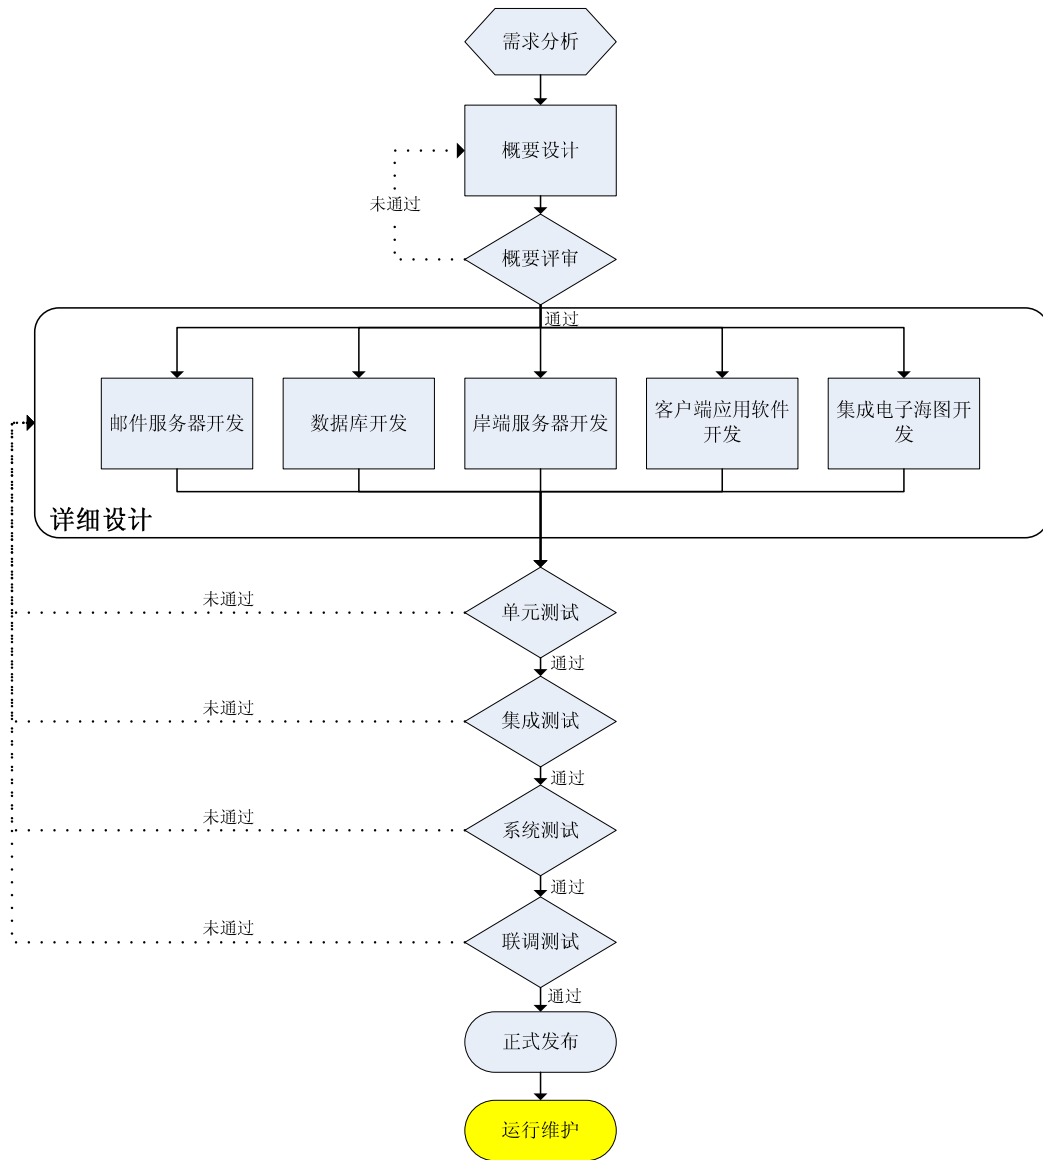 需求分析
概要设计
未通过
概要评审
通过
邮件服务器开发
数据库开发
岸端服务器开发
客户端应用软件
开发
集成电子海图开
发
详细设计
未通过
单元测试
通过
未通过
集成测试
通过
未通过
系统测试
通过
未通过
联调测试
通过
正式发布
运行维护